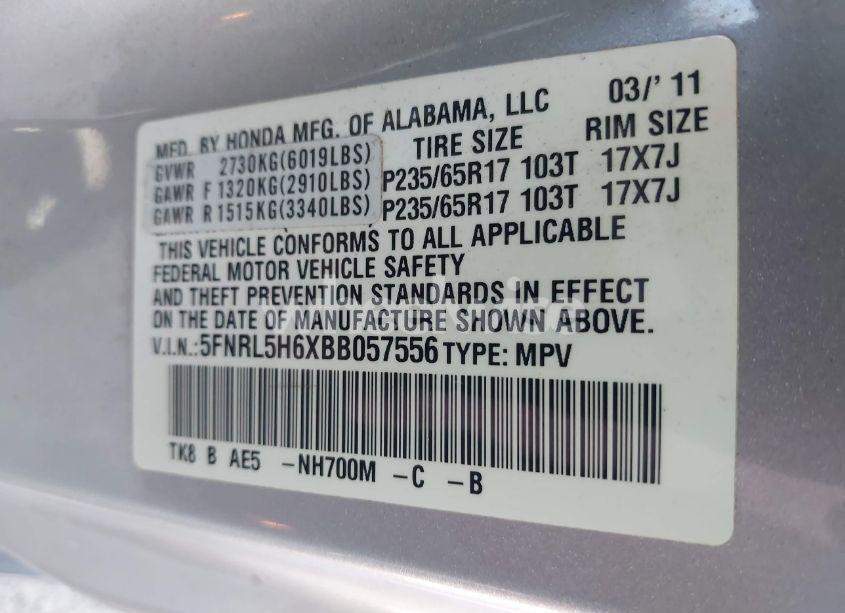 MFD. BY HONDA MFG. OF ALABAMA, LLC 03/' 11
TIRE SIZE RIM SIZE
GVWR 2730KG(6019LBS)
GAWR F 1320KG(2910LBS) P235/65R17 103T 17X7J
GAWR R 1515KG(3340LBS) P235/65R17 103T 17X7J
THIS VEHICLE CONFORMS TO ALL APPLICABLE
FEDERAL MOTOR VEHICLE SAFETY
AND THEFT PREVENTION STANDARDS IN EFFECT
ON THE DATE OF MANUFACTURE SHOWN ABOVE.
V.I.N.:5FNRL5H6XBB057556 TYPE: MPV
TK8 B AE5 -NH700M -C -B